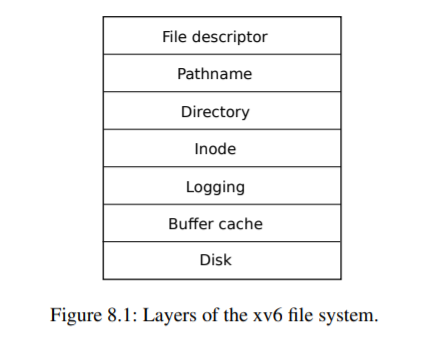 File descriptor
Pathname
Directory
Inode
Logging
Buffer cache
Disk
Figure 8.1: Layers of the xv6 file system.